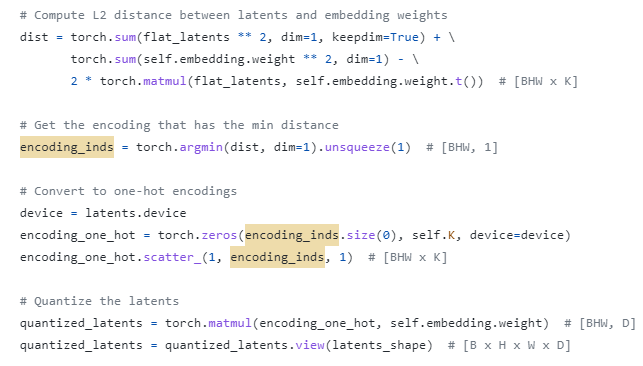 # Compute L2 distance between latents and embedding weights
dist = torch.sum(flat_latents ** 2, dim=1, keepdim=True) + \
       torch.sum(self.embedding.weight ** 2, dim=1) - \
       2 * torch.matmul(flat_latents, self.embedding.weight.t())  # [BHW x K]

# Get the encoding that has the min distance
encoding_inds = torch.argmin(dist, dim=1).unsqueeze(1)  # [BHW, 1]

# Convert to one-hot encodings
device = latents.device
encoding_one_hot = torch.zeros(encoding_inds.size(0), self.K, device=device)
encoding_one_hot.scatter_(1, encoding_inds, 1)  # [BHW x K]

# Quantize the latents
quantized_latents = torch.matmul(encoding_one_hot, self.embedding.weight)  # [BHW, D]
quantized_latents = quantized_latents.view(latents_shape)  # [B x H x W x D]